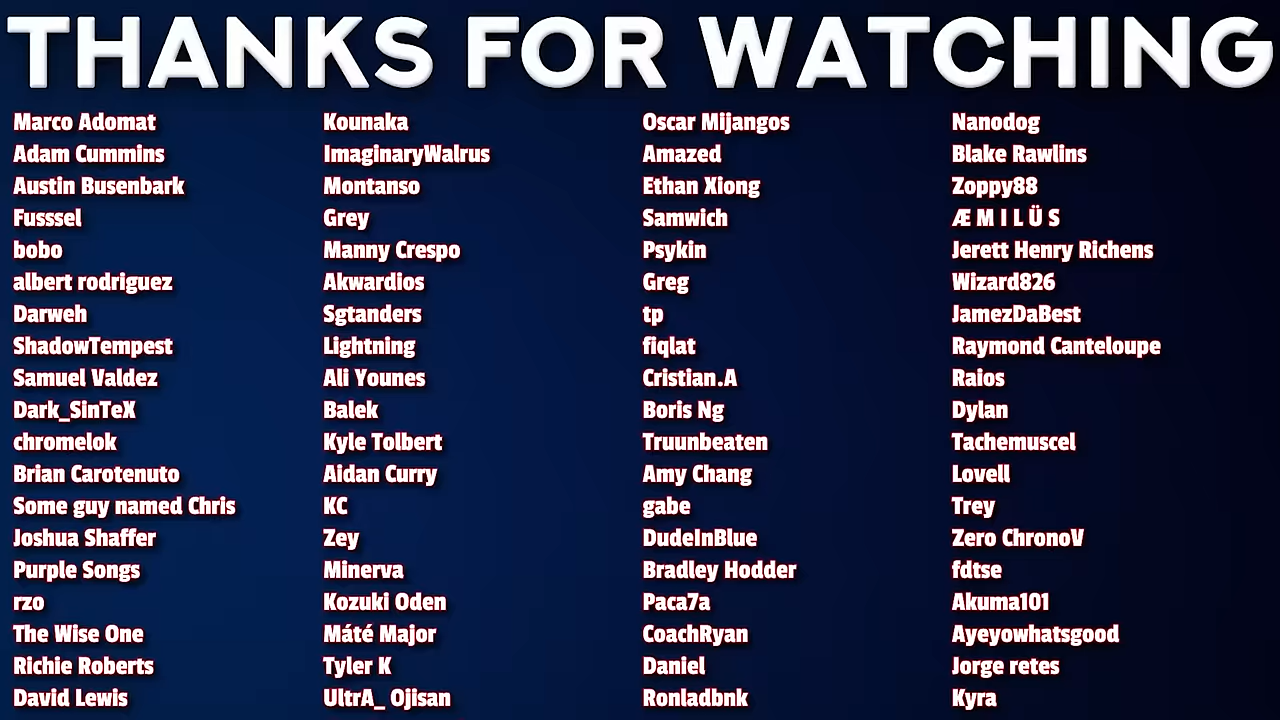 THANKS FOR WATCHING
Marco Adomat
Adam Cummins
Austin Busenbark
Fusssel
bobo
albert rodriguez
Darweh
ShadowTempest
Samuel Valdez
Dark_SinTeX
chromelok
Brian Carotenuto
Some guy named Chris
Joshua Shaffer
Purple Songs
rzo
The Wise One
Richie Roberts
David Lewis
Kounaka
ImaginaryWalrus
Montanso
Grey
Manny Crespo
Akwardios
Sgtanders
Lightning
Ali Younes
Balek
Kyle Tolbert
Aidan Curry
KC
Zey
Minerva
Kozuki Oden
Máté Major
Tyler K
UltrA_ Ojisan
Oscar Mijangos
Amazed
Ethan Xiong
Samwich
Psykin
Greg
tp
fiqlat
Cristian.A
Boris Ng
Truunbeaten
Amy Chang
gabe
DudeInBlue
Bradley Hodder
Paca7a
CoachRyan
Daniel
Ronladbnk
Nanodog
Blake Rawlins
Zoppy88
Æ M I L Ü S
Jerett Henry Richens
Wizard826
JamezDaBest
Raymond Canteloupe
Raios
Dylan
Tachemuscel
Lovell
Trey
Zero ChronoV
fdtse
Akuma101
Ayeyowhatsgood
Jorge retes
Kyra